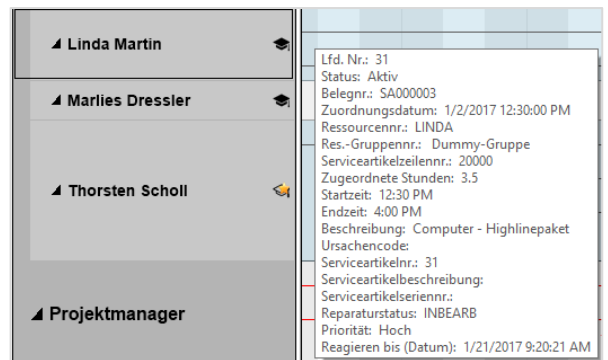 Linda Martin
Marlies Dressler
Thorsten Scholl
Projektmanager
Lfd. Nr.: 31
Status: Aktiv
Belegnr.: SA000003
Zuordnungsdatum: 1/2/2017 12:30:00 PM
Ressourcennr.: LINDA
Res.-Gruppennr.: Dummy-Gruppe
Serviceartikelzeilennr.: 20000
Zugeordnete Stunden: 3.5
Startzeit: 12:30 PM
Endzeit: 4:00 PM
Beschreibung: Computer - Highlinepaket
Ursachencode:
Serviceartikelnr.: 31
Serviceartikelbeschreibung:
Serviceartikelseriennr.:
Reparaturstatus: INBEARB
Priorität: Hoch
Reagieren bis (Datum): 1/21/2017 9:20:21 AM